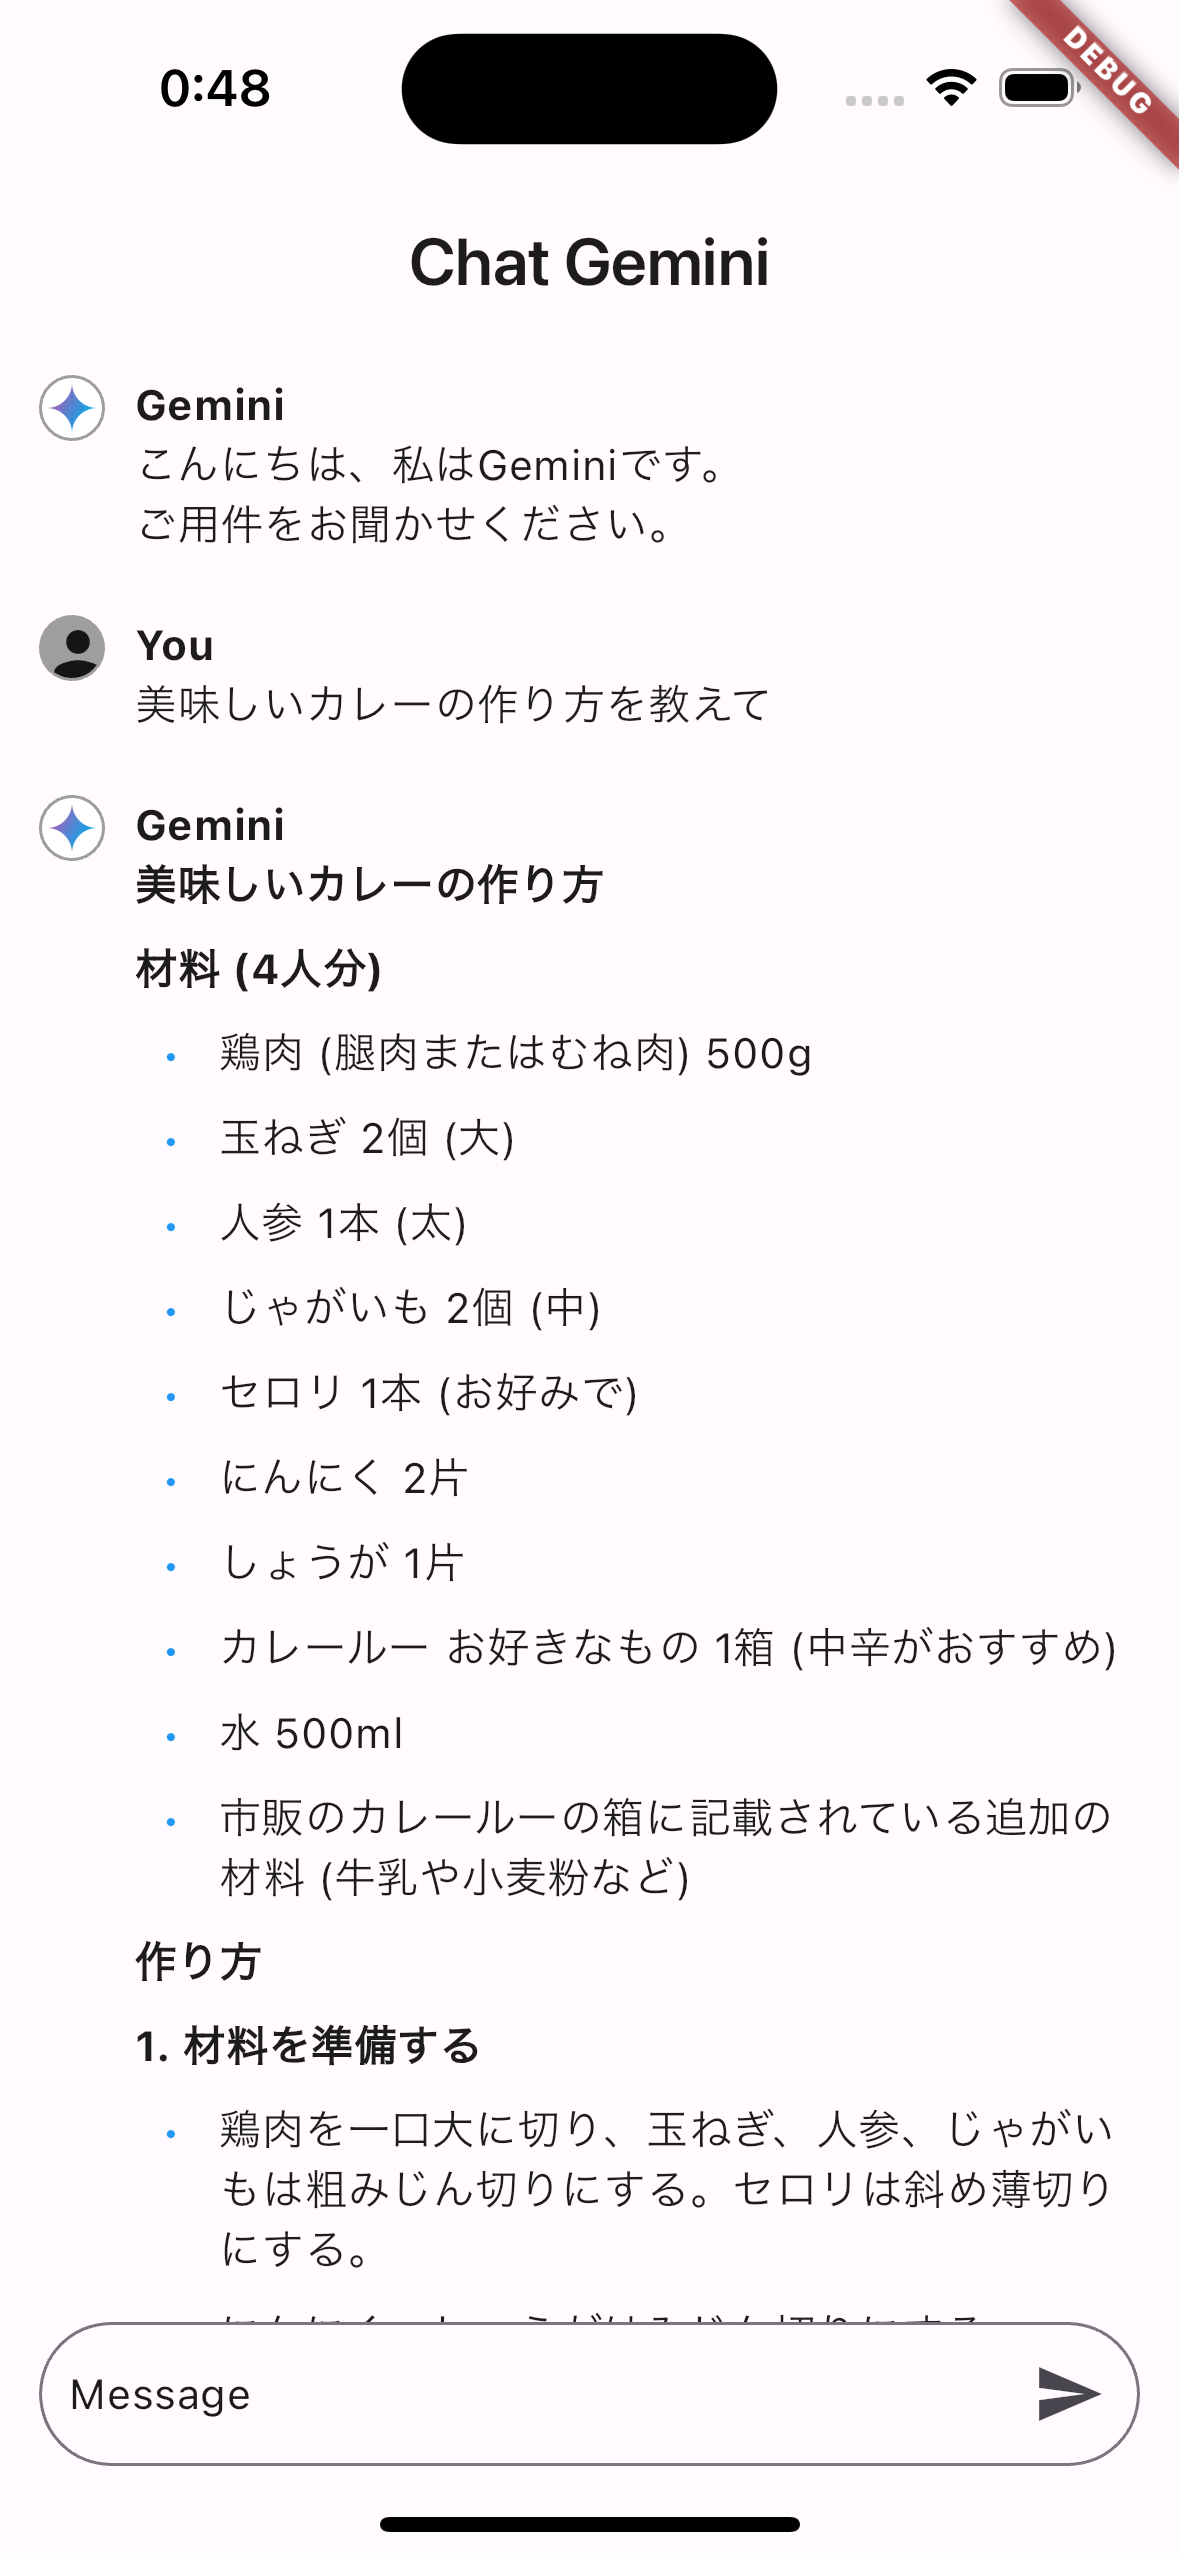 0:48
DEBUG
Chat Gemini
Gemini
こんにちは、私はGeminiです。
ご用件をお聞かせください。
You
美味しいカレーの作り方を教えて
Gemini
美味しいカレーの作り方
材料 (4人分)
• 鶏肉 (腿肉またはむね肉) 500g
• 玉ねぎ 2個 (大)
• 人参 1本 (太)
• じゃがいも 2個 (中)
• セロリ 1本 (お好みで)
• にんにく 2片
• しょうが 1片
• カレールー お好きなもの 1箱 (中辛がおすすめ)
• 水 500ml
• 市販のカレールーの箱に記載されている追加の
材料 (牛乳や小麦粉など)
作り方
1. 材料を準備する
• 鶏肉を一口大に切り、玉ねぎ、人参、じゃがい
もは粗みじん切りにする。セロリは斜め薄切り
にする。
Message